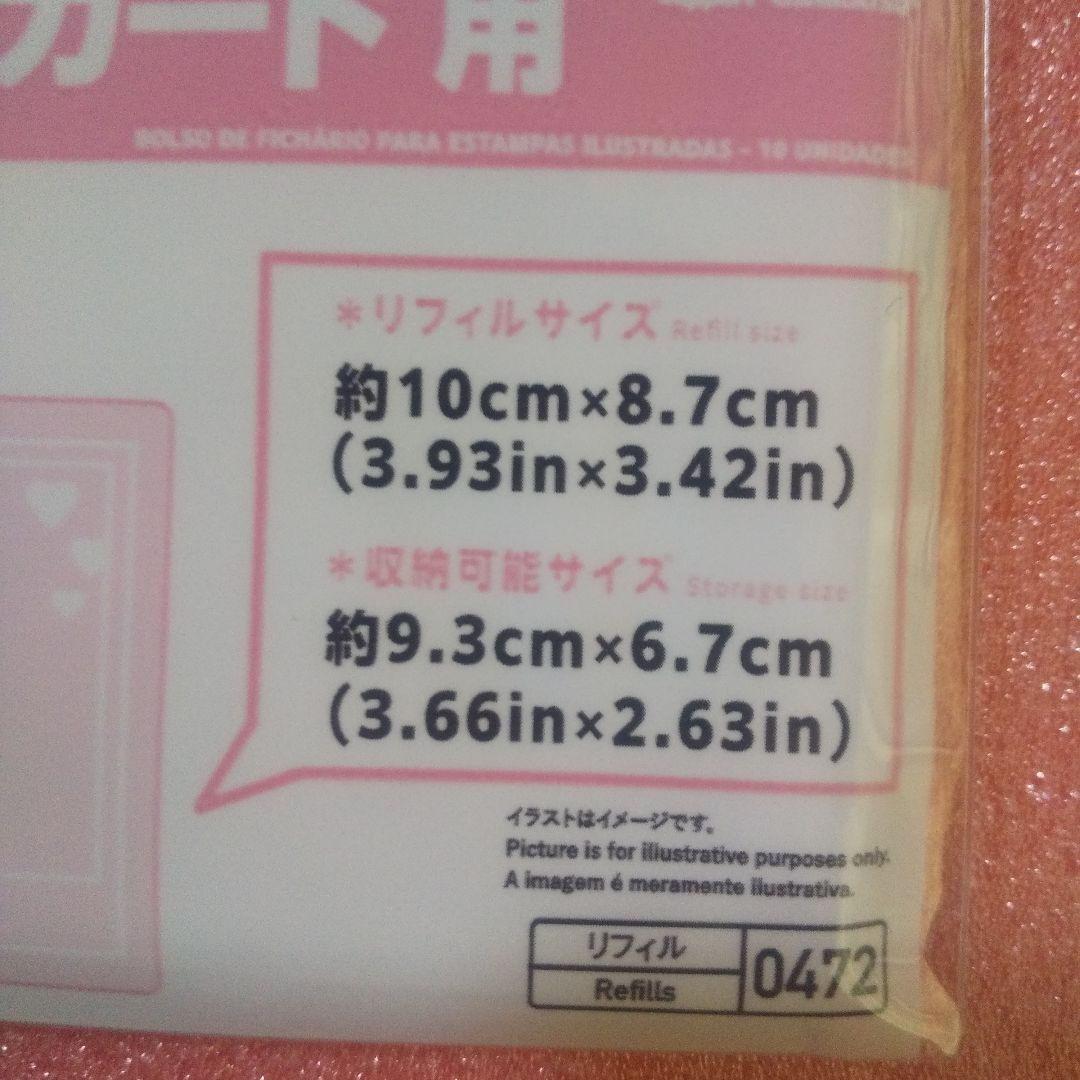 カード用
BOLSO DE FICHÁRIO PARA ESTAMPAS ILUSTRADAS - 10 UNIDADES
*リフィルサイズ Refill size
約10cm×8.7cm
(3.93in×3.42in)
*収納可能サイズ Storage size
約9.3cm×6.7cm
(3.66in×2.63in)
イラストはイメージです。
Picture is for illustrative purposes only.
A imagem é meramente ilustrativa.
リフィル
Refills
0472